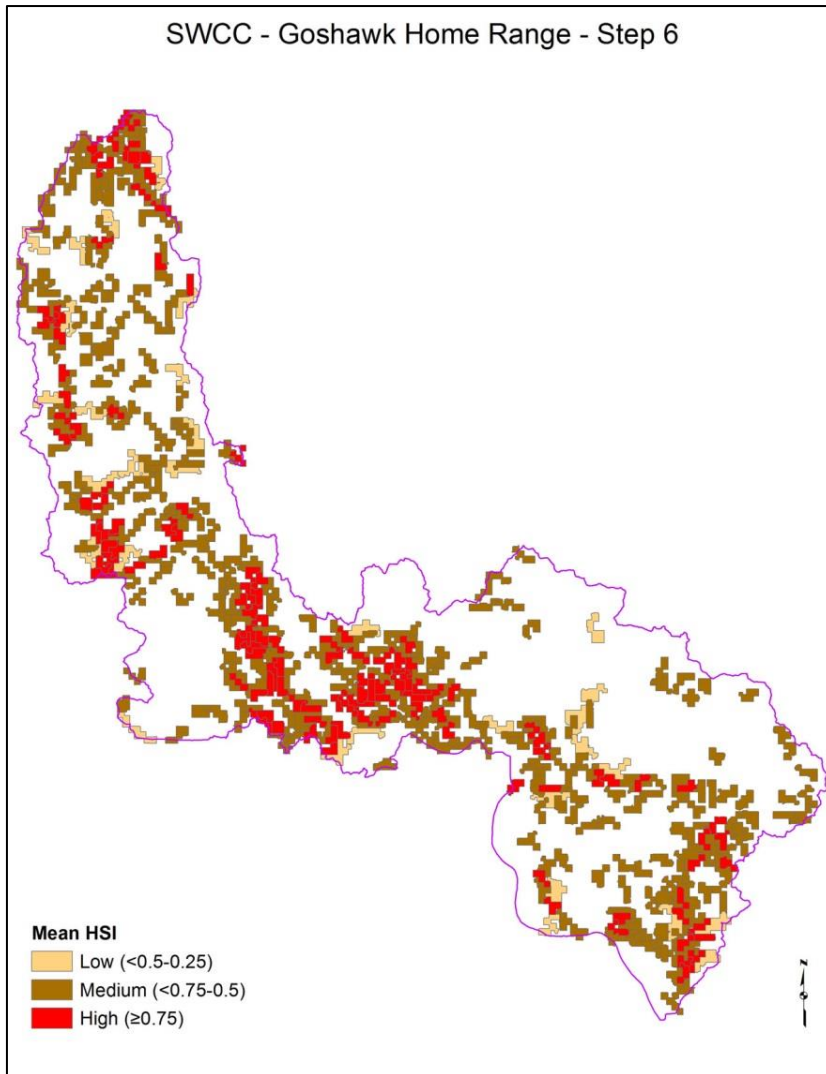 SWCC - Goshawk Home Range - Step 6
Mean HSI
Low (<0.5-0.25)
Medium (<0.75-0.5)
High (≥0.75)
N